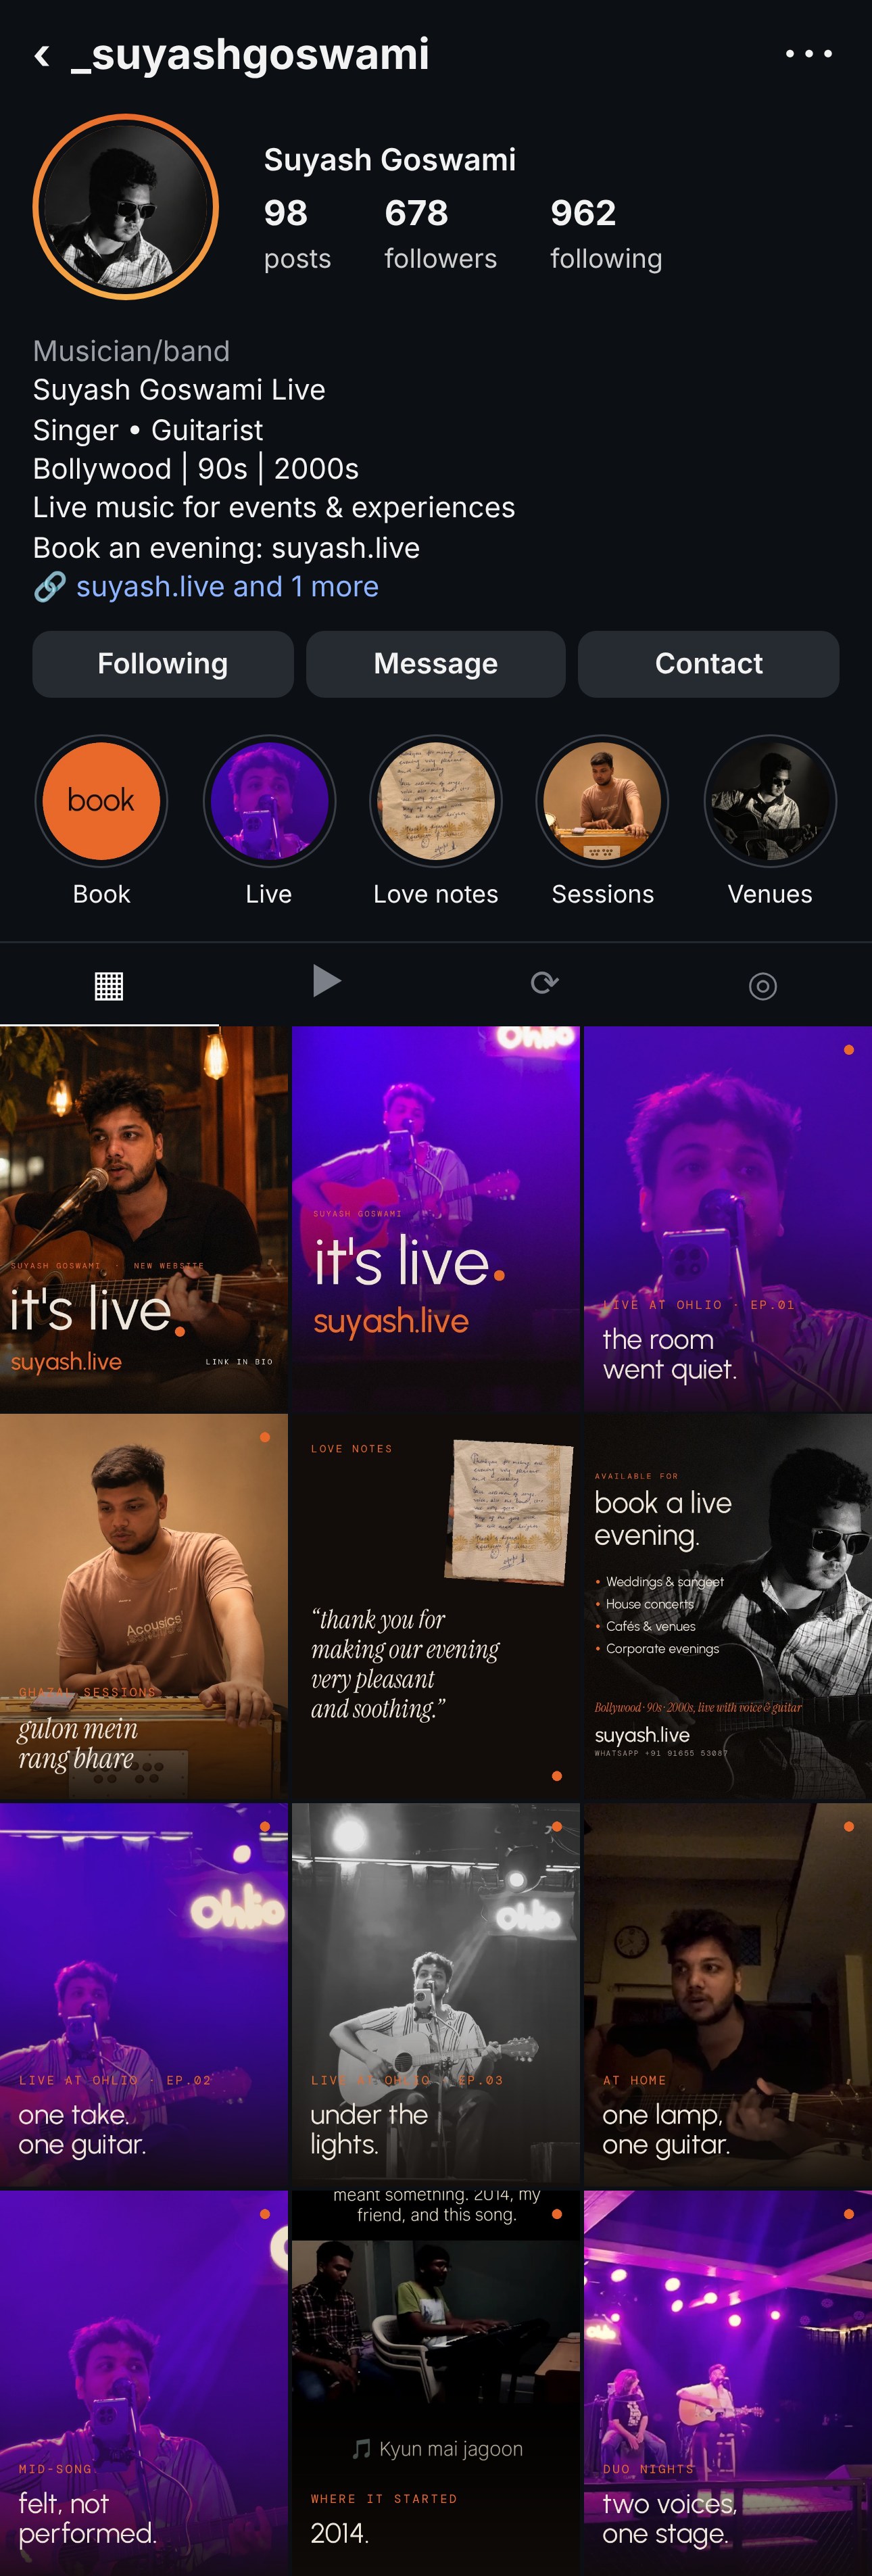 _suyashgoswami
Suyash Goswami
98
678
962
posts
followers
following
Musician/band
Suyash Goswami Live
Singer • Guitarist
Bollywood | 90s | 2000s
Live music for events & experiences
Book an evening: suyash.live
🔗 suyash.live and 1 more
Following
Message
Contact
book
Book
Live
Love notes
Sessions
Venues
SUYASH GOSWAMI · NEW WEBSITE
it's live.
suyash.live
LINK IN BIO
Ohlio
SUYASH GOSWAMI
it's live.
suyash.live
LIVE AT OHLIO · EP.01
the room
went quiet.
Acousics
GHAZAL SESSIONS
gulon mein
rang bhare
LOVE NOTES
“thank you for
making our evening
very pleasant
and soothing.”
AVAILABLE FOR
book a live
evening.
• Weddings & sangeet
• House concerts
• Cafés & venues
• Corporate evenings
Bollywood · 90s · 2000s, live with voice & guitar
suyash.live
WHATSAPP +91 91655 53087
Ohlio
LIVE AT OHLIO · EP.02
one take.
one guitar.
Ohlio
LIVE AT OHLIO · EP.03
under the
lights.
AT HOME
one lamp,
one guitar.
MID-SONG
felt, not
performed.
meant something. 2014, my
friend, and this song.
🎵 Kyun mai jagoon
WHERE IT STARTED
2014.
DUO NIGHTS
two voices,
one stage.